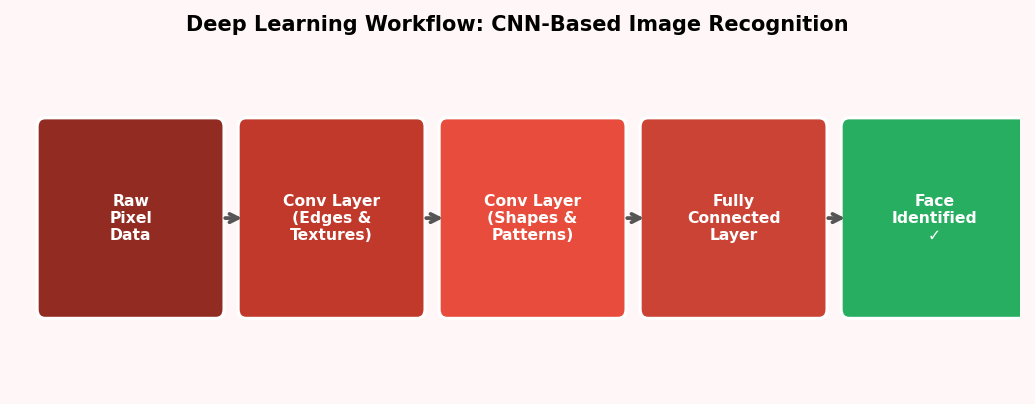 Deep Learning Workflow: CNN-Based Image Recognition
Raw
Pixel
Data
Conv Layer
(Edges &
Textures)
Conv Layer
(Shapes &
Patterns)
Fully
Connected
Layer
Face
Identified
✓